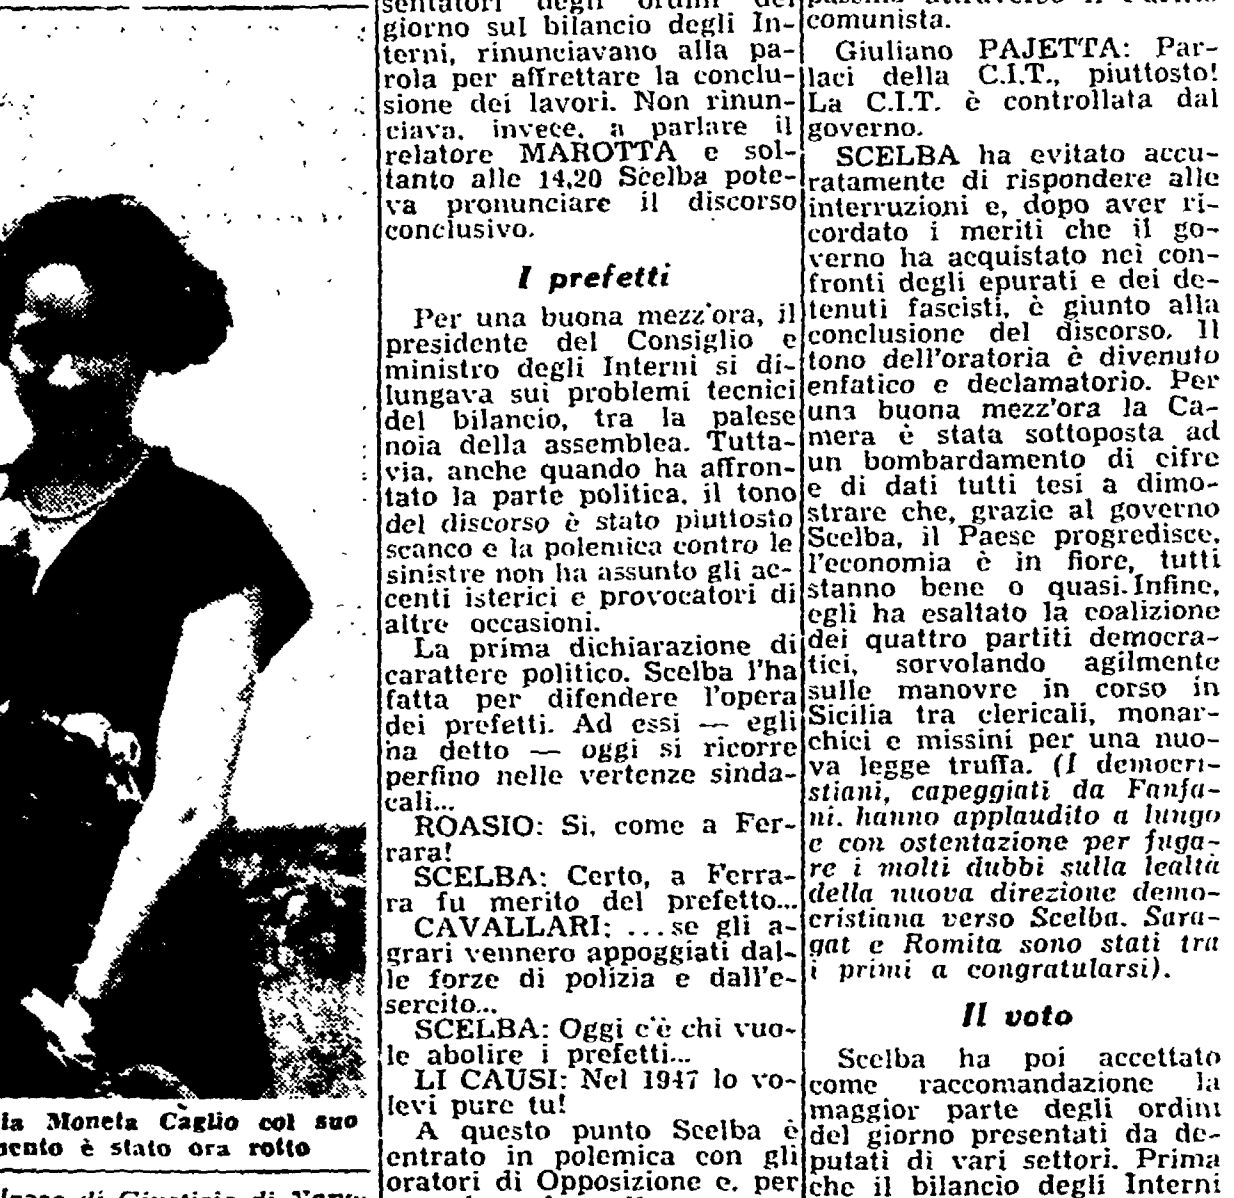 ia Moneta Càglio col suo
mento è stato ora rotto
di Giustizia di
sentatori degli ordini del
giorno sul bilancio degli In-
terni, rinunciavano alla pa-
rola per affrettare la conclu-
sione dei lavori. Non rinun-
ciava, invece, a parlare il
relatore MAROTTA e sol-
tanto alle 14,20 Scelba pote-
va pronunciare il discorso
conclusivo.
I prefetti
Per una buona mezz'ora, il
presidente del Consiglio e
ministro degli Interni si di-
lungava sui problemi tecnici
del bilancio, tra la palese
noia della assemblea. Tutta-
via, anche quando ha affron-
tato la parte politica, il tono
del discorso è stato piuttosto
scanco e la polemica contro le
sinistre non ha assunto gli ac-
centi isterici e provocatori di
altre occasioni.
La prima dichiarazione di
carattere politico. Scelba l'ha
fatta per difendere l'opera
dei prefetti. Ad essi — egli
ha detto — oggi si ricorre
perfino nelle vertenze sinda-
cali...
ROASIO: Si, come a Fer-
rara!
SCELBA: Certo, a Ferra-
ra fu merito del prefetto...
CAVALLARI: ...se gli a-
grari vennero appoggiati dal-
le forze di polizia e dall'e-
sercito...
SCELBA: Oggi c'è chi vuo-
le abolire i prefetti...
LI CAUSI: Nel 1947 lo vo-
levi pure tu!
A questo punto Scelba è
entrato in polemica con gli
oratori di Opposizione e, per
comunista.
Giuliano PAJETTA: Par-
laci della C.I.T., piuttosto!
La C.I.T. è controllata dal
governo.
SCELBA ha evitato accu-
ratamente di rispondere alle
interruzioni e, dopo aver ri-
cordato i meriti che il go-
verno ha acquistato nei con-
fronti degli epurati e dei de-
tenuti fascisti, è giunto alla
conclusione del discorso. Il
tono dell'oratoria è divenuto
enfatico e declamatorio. Per
una buona mezz'ora la Ca-
mera è stata sottoposta ad
un bombardamento di cifre
e di dati tutti tesi a dimo-
strare che, grazie al governo
Scelba, il Paese progredisce,
l'economia è in fiore, tutti
stanno bene o quasi. Infine,
egli ha esaltato la coalizione
dei quattro partiti democra-
tici, sorvolando agilmente
sulle manovre in corso in
Sicilia tra clericali, monar-
chici e missini per una nuo-
va legge truffa. (I democri-
stiani, capeggiati da Fanfa-
ni, hanno applaudito a lungo
e con ostentazione per fuga-
re i molti dubbi sulla lealtà
della nuova direzione demo-
cristiana verso Scelba. Sara-
gat e Romita sono stati tra
i primi a congratularsi).
Il voto
Scelba ha poi accettato
come raccomandazione la
maggior parte degli ordini
del giorno presentati da de-
putati di vari settori. Prima
che il bilancio degli Interni